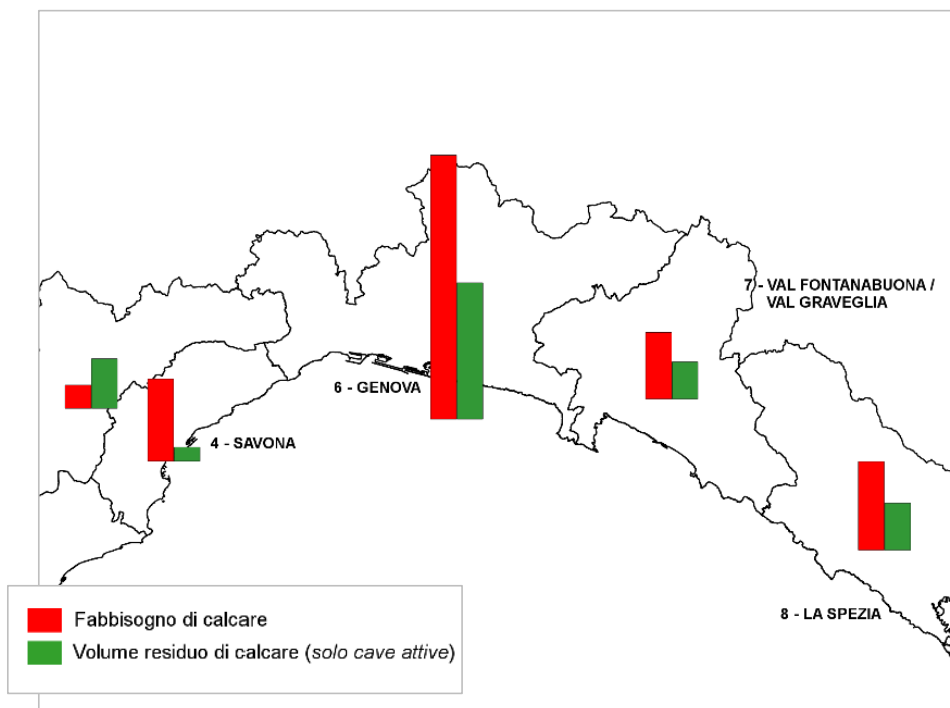 7 - VAL FONTANABUONA /
VAL GRAVEGLIA
6 - GENOVA
4 - SAVONA
8 - LA SPEZIA
Fabbisogno di calcare
Volume residuo di calcare (solo cave attive)